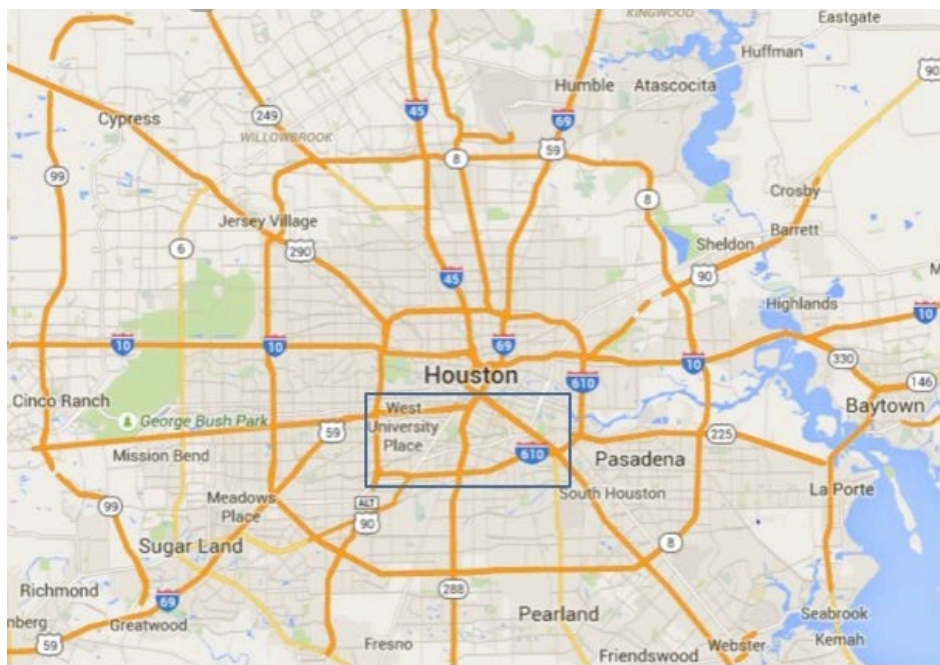 KINGWOOD
Eastgate
Huffman
90
Humble
Atascocita
45
249
69
Cypress
WILLOWBROOK
59
8
99
Crosby
8
Jersey Village
Barrett
6
290
Sheldon
90
45
Highlands
10
10
10
69
10
330
Houston
610
146
Cinco Ranch
West
University
Place
Baytown
George Bush Park
59
225
Mission Bend
610
Pasadena
La Porte
Meadows
Place
ALT
90
South Houston
99
Sugar Land
8
Richmond
69
288
Pearland
Seabrook
nberg
Greatwood
59
Fresno
Friendswood
Webster
Kemah